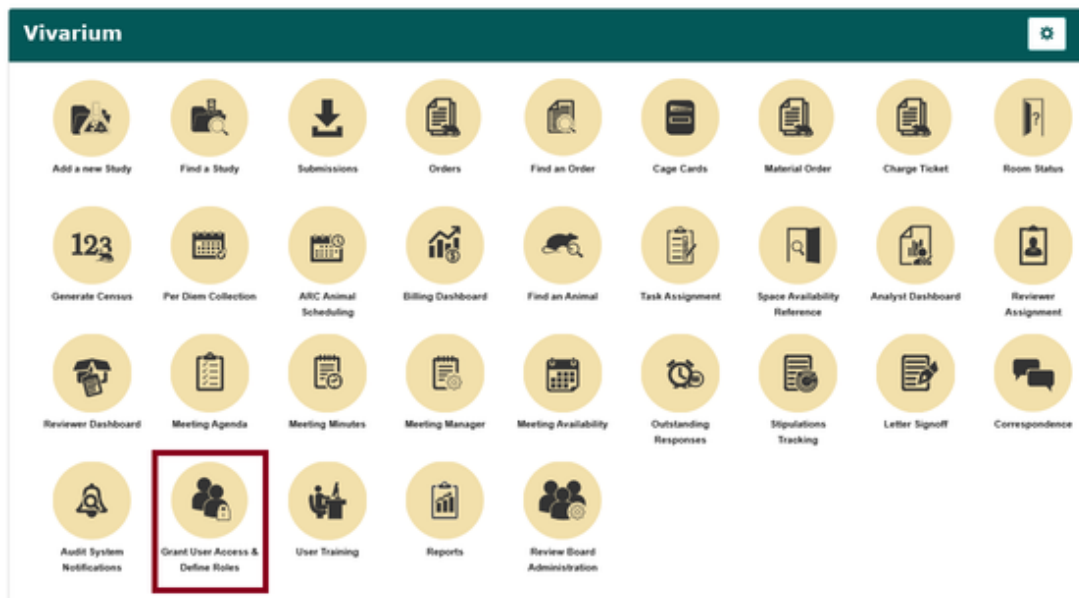 Vivarium
Add a new Study
Find a Study
Submissions
Orders
Find an Order
Cage Cards
Material Order
Charge Ticket
Room Status
123
Generate Census
Per Diem Collection
ARC Animal
Scheduling
Billing Dashboard
Find an Animal
Task Assignment
Space Availability
Reference
Analyst Dashboard
Reviewer
Assignment
Reviewer Dashboard
Meeting Agenda
Meeting Minutes
Meeting Manager
Meeting Availability
Outstanding
Responses
Stipulations
Tracking
Letter Signoff
Correspondence
Audit System
Notifications
Grant User Access &
Define Roles
User Training
Reports
Review Board
Administration